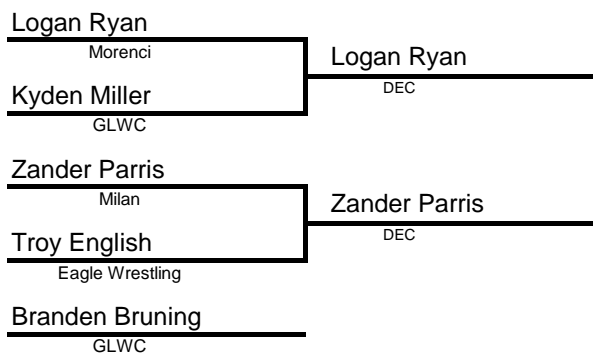 Logan Ryan
Morenci
Logan Ryan
DEC
Kyden Miller
GLWC
Zander Parris
Milan
Zander Parris
DEC
Troy English
Eagle Wrestling
Branden Bruning
GLWC